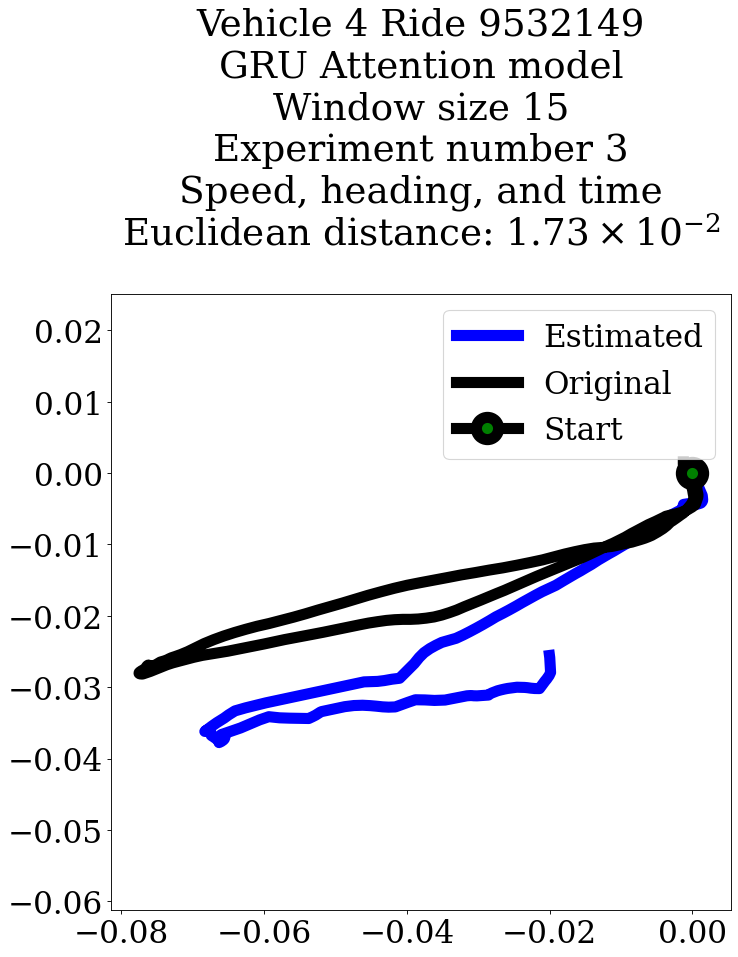 Vehicle 4 Ride 9532149
GRU Attention model
Window size 15
Experiment number 3
Speed, heading, and time
Euclidean distance: 1.73 × 10⁻²
Estimated
Original
Start
0.02
0.01
0.00
−0.01
−0.02
−0.03
−0.04
−0.05
−0.06
−0.08 −0.06 −0.04 −0.02 0.00